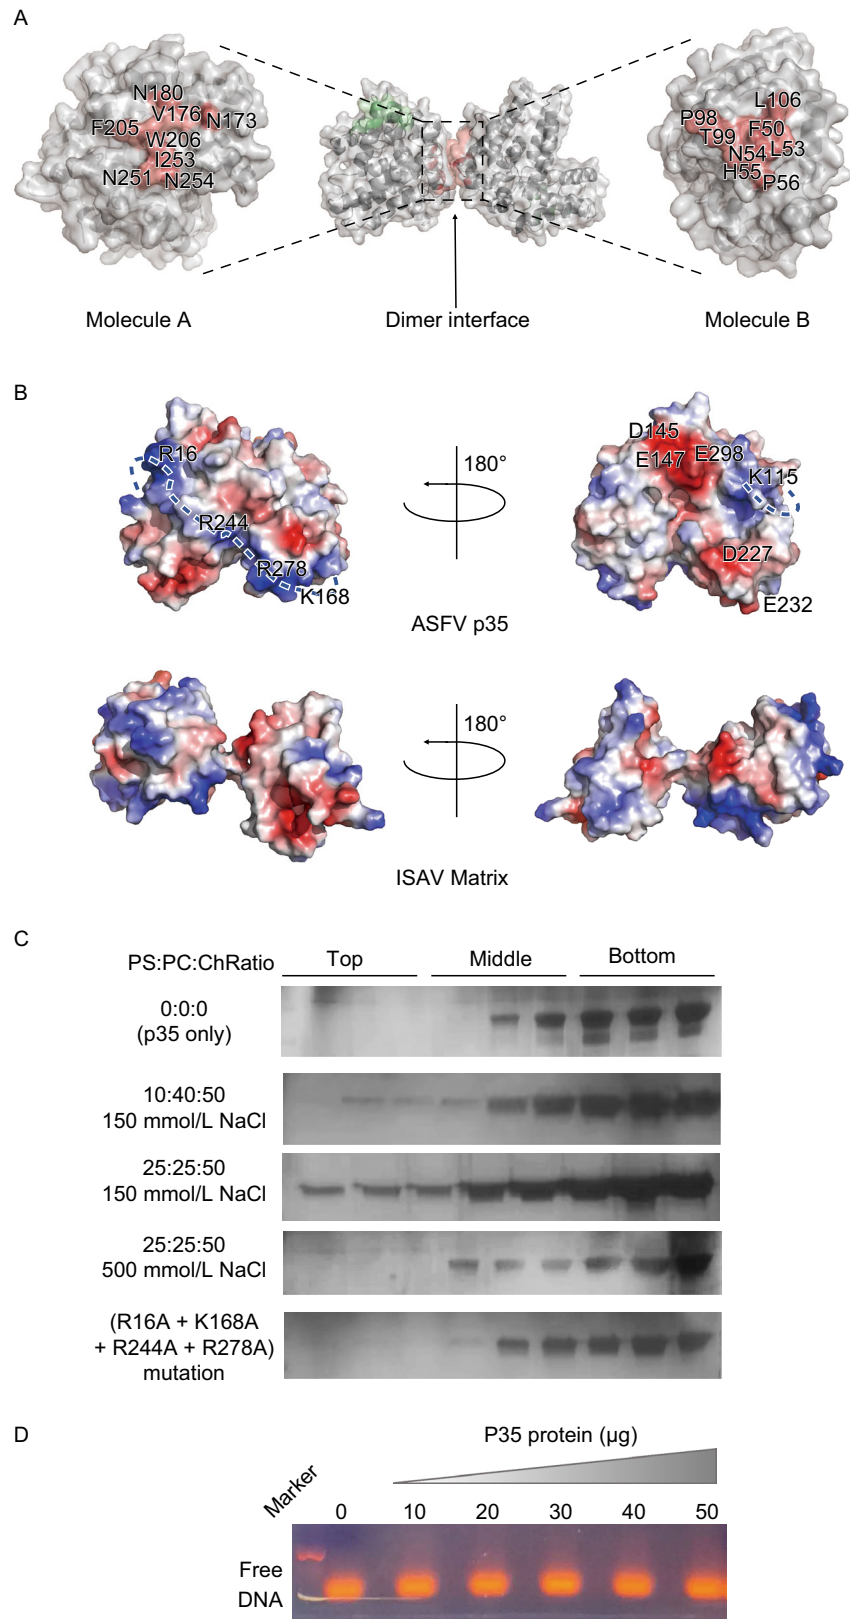 A
N180
V176
N173
F205
W206
I253
N251
N254
L106
P98
F50
T99
L53
N54
H55
P56
Molecule A
Dimer interface
Molecule B
B
R16
R244
R278
K168
180°
D145
E298
E147
K115
D227
E232
ASFV p35
180°
ISAV Matrix
C
PS:PC:ChRatio
Top
Middle
Bottom
0:0:0
(p35 only)
10:40:50
150 mmol/L NaCl
25:25:50
150 mmol/L NaCl
25:25:50
500 mmol/L NaCl
(R16A + K168A
+ R244A + R278A)
mutation
D
P35 protein (µg)
Marker
0 10 20 30 40 50
Free
DNA